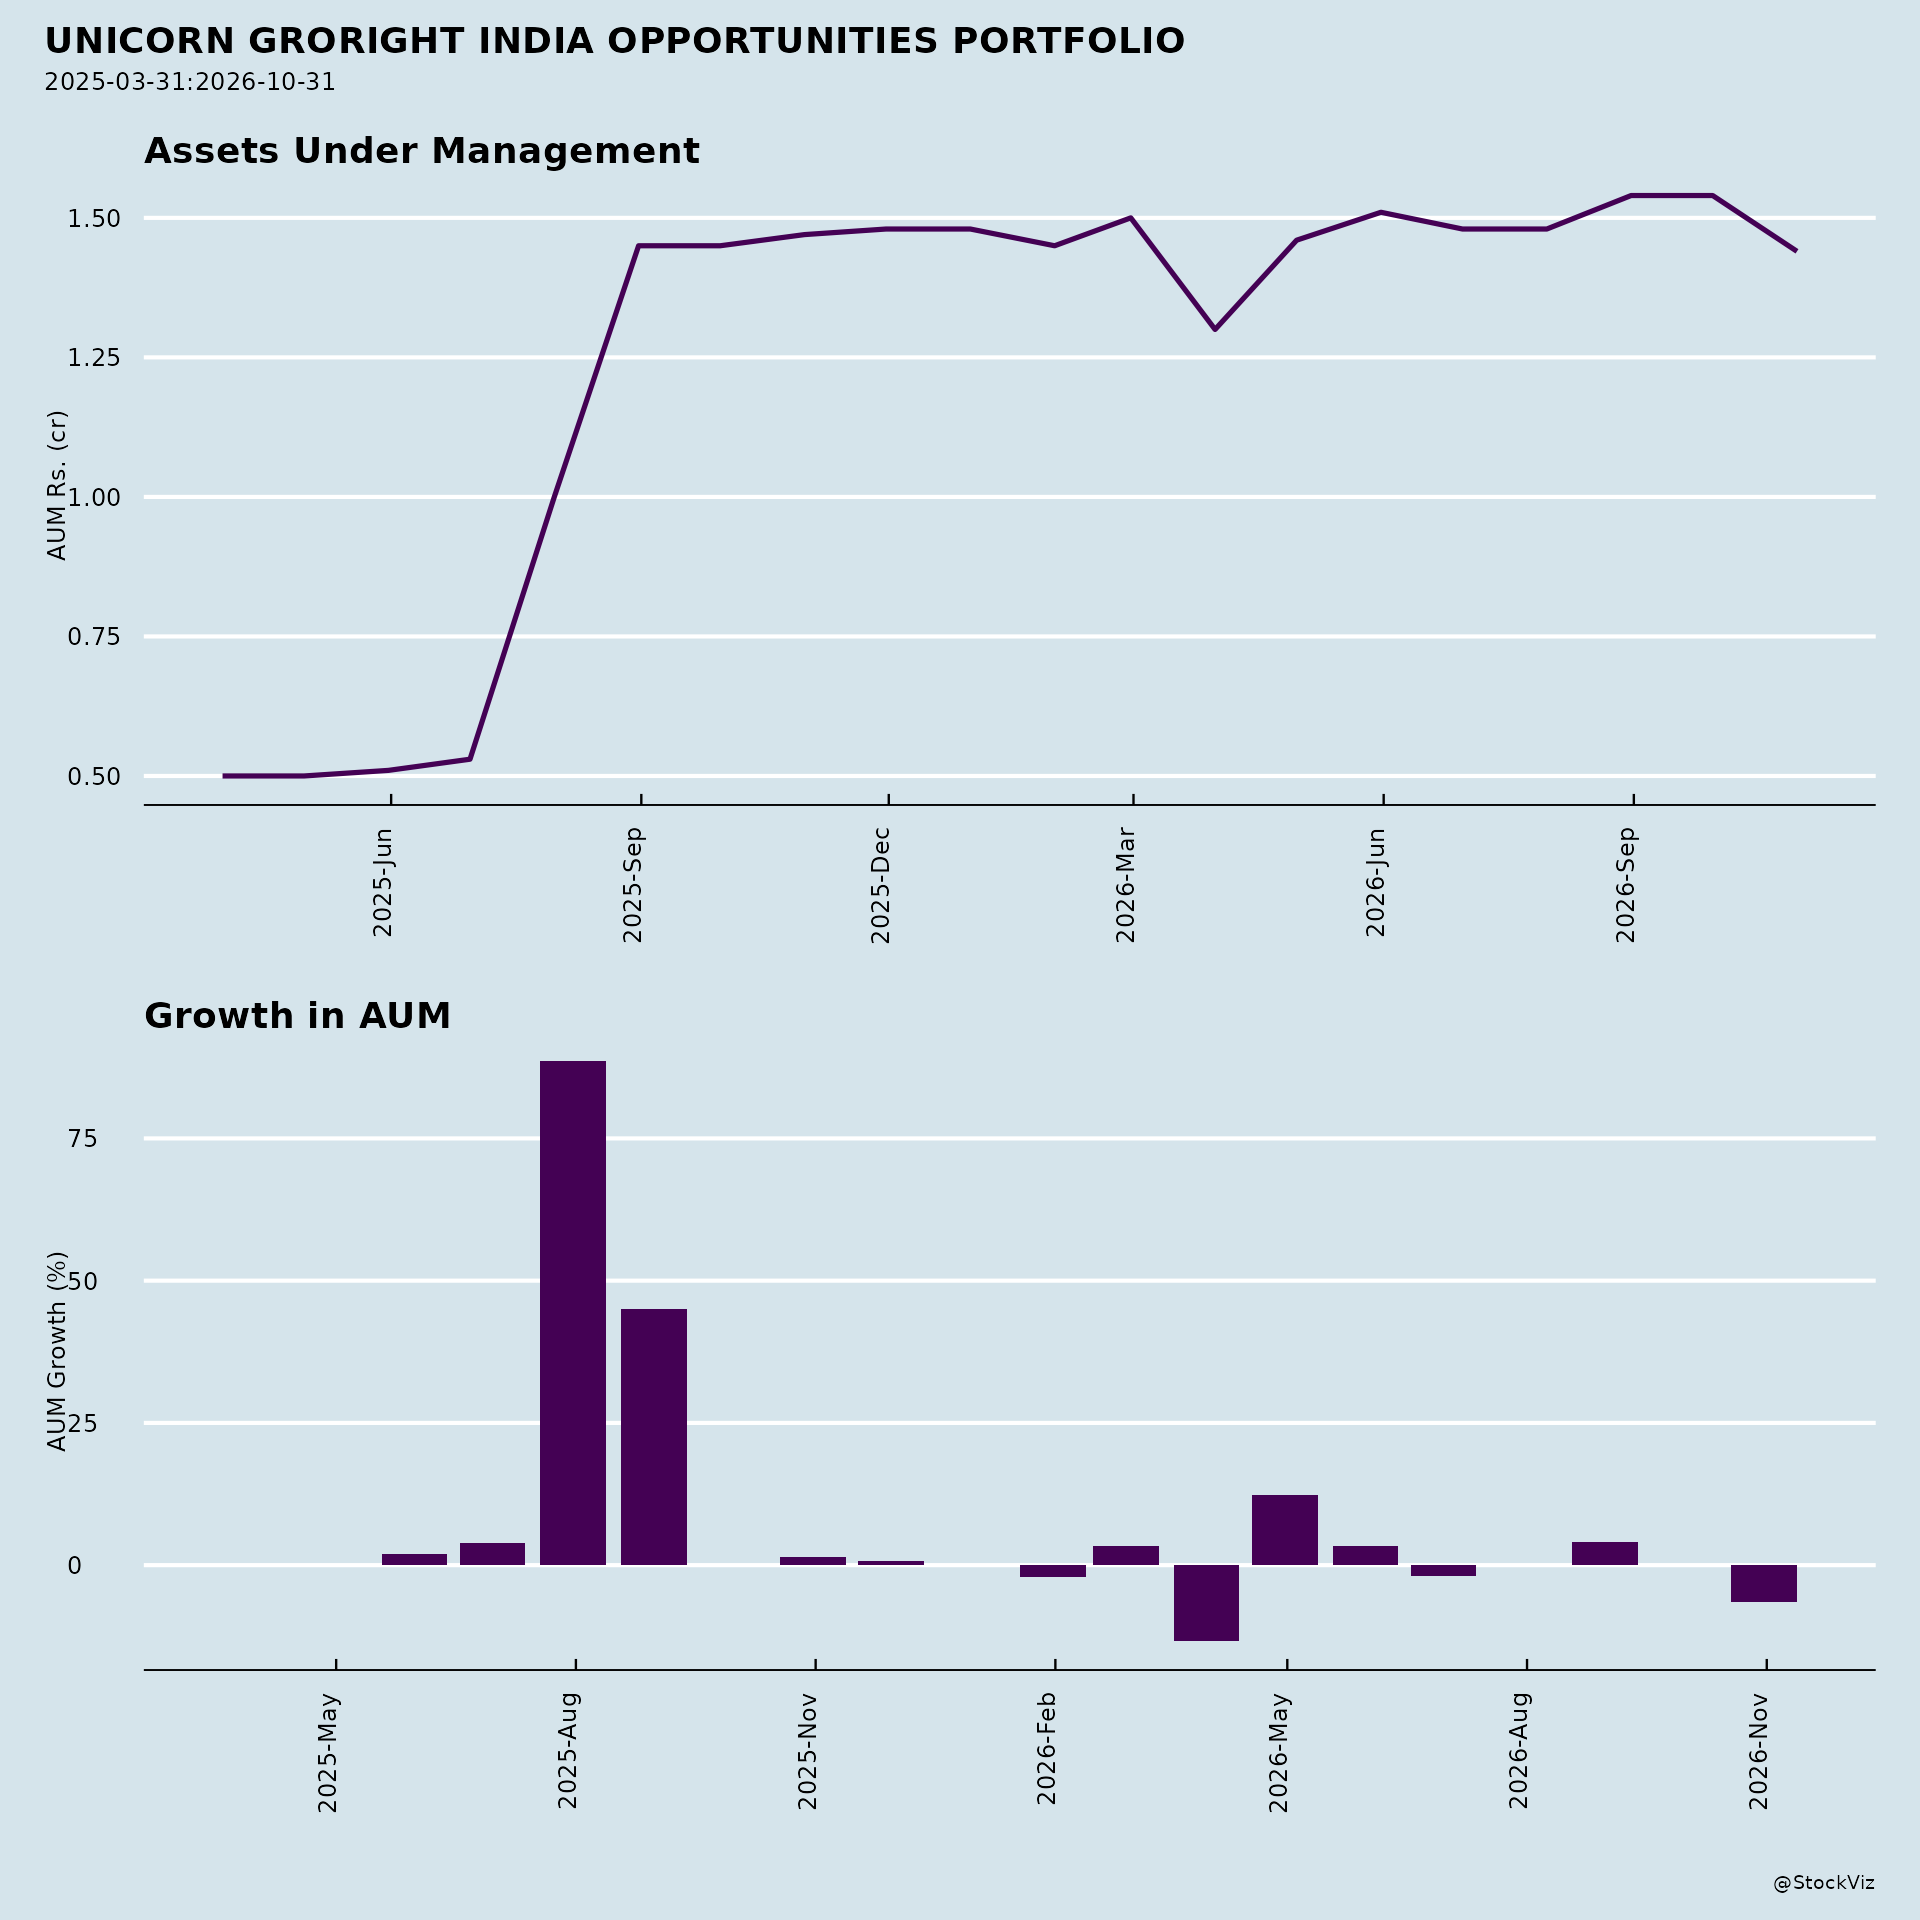 UNICORN GRORIGHT INDIA OPPORTUNITIES PORTFOLIO
2025-03-31:2026-10-31
Assets Under Management
AUM Rs. (cr)
1.50
1.25
1.00
0.75
0.50
2025-Jun
2025-Sep
2025-Dec
2026-Mar
2026-Jun
2026-Sep
Growth in AUM
AUM Growth (%)
75
50
25
0
2025-May
2025-Aug
2025-Nov
2026-Feb
2026-May
2026-Aug
2026-Nov
@StockViz